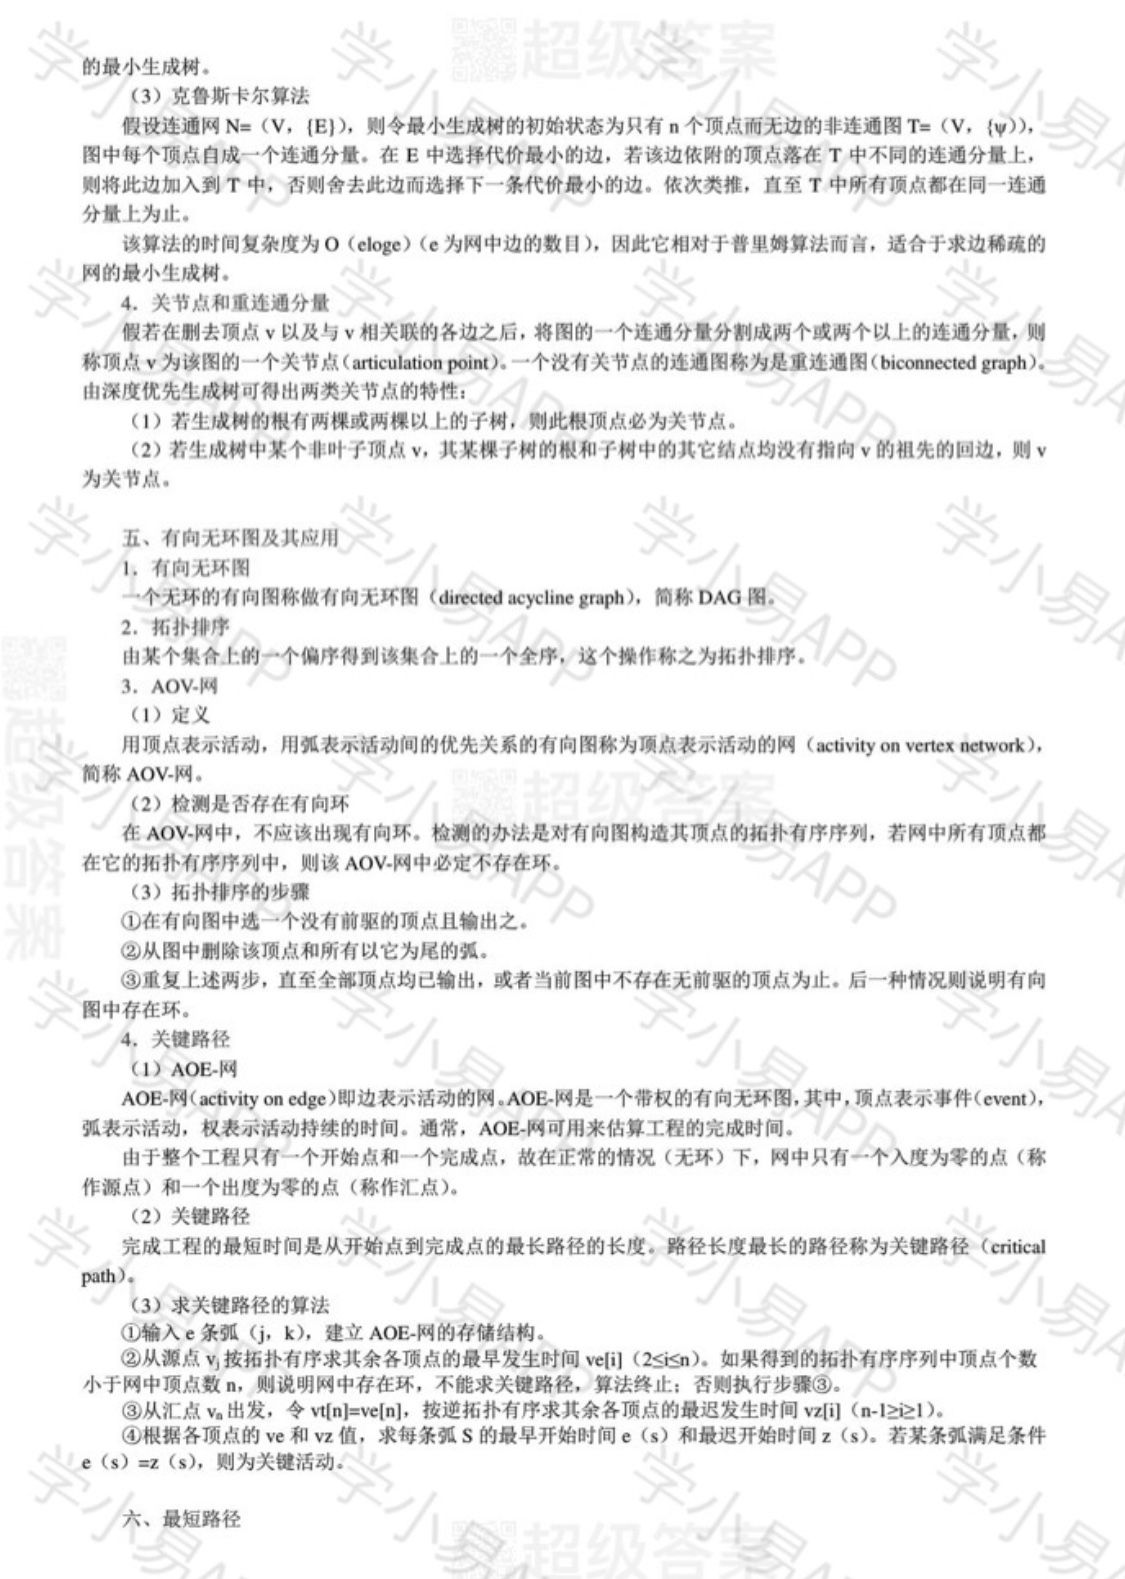 的最小生成树。
（3）克鲁斯卡尔算法
假设连通网 N=（V，{E}），则令最小生成树的初始状态为只有 n 个顶点而无边的非连通图 T=（V，{ψ}），
图中每个顶点自成一个连通分量。在 E 中选择代价最小的边，若该边依附的顶点落在 T 中不同的连通分量上，
则将此边加入到 T 中，否则舍去此边而选择下一条代价最小的边。依次类推，直至 T 中所有顶点都在同一连通
分量上为止。
该算法的时间复杂度为 O（eloge）（e 为网中边的数目），因此它相对于普里姆算法而言，适合于求边稀疏的
网的最小生成树。
4．关节点和重连通分量
假若在删去顶点 v 以及与 v 相关联的各边之后，将图的一个连通分量分割成两个或两个以上的连通分量，则
称顶点 v 为该图的一个关节点（articulation point）。一个没有关节点的连通图称为是重连通图（biconnected graph）。
由深度优先生成树可得出两类关节点的特性：
（1）若生成树的根有两棵或两棵以上的子树，则此根顶点必为关节点。
（2）若生成树中某个非叶子顶点 v，其某棵子树的根和子树中的其它结点均没有指向 v 的祖先的回边，则 v
为关节点。
五、有向无环图及其应用
1．有向无环图
一个无环的有向图称做有向无环图（directed acycline graph），简称 DAG 图。
2．拓扑排序
由某个集合上的一个偏序得到该集合上的一个全序，这个操作称之为拓扑排序。
3．AOV-网
（1）定义
用顶点表示活动，用弧表示活动间的优先关系的有向图称为顶点表示活动的网（activity on vertex network），
简称 AOV-网。
（2）检测是否存在有向环
在 AOV-网中，不应该出现有向环。检测的办法是对有向图构造其顶点的拓扑有序序列，若网中所有顶点都
在它的拓扑有序序列中，则该 AOV-网中必定不存在环。
（3）拓扑排序的步骤
①在有向图中选一个没有前驱的顶点且输出之。
②从图中删除该顶点和所有以它为尾的弧。
③重复上述两步，直至全部顶点均已输出，或者当前图中不存在无前驱的顶点为止。后一种情况则说明有向
图中存在环。
4．关键路径
（1）AOE-网
AOE-网（activity on edge）即边表示活动的网。AOE-网是一个带权的有向无环图，其中，顶点表示事件（event），
弧表示活动，权表示活动持续的时间。通常，AOE-网可用来估算工程的完成时间。
由于整个工程只有一个开始点和一个完成点，故在正常的情况（无环）下，网中只有一个入度为零的点（称
作源点）和一个出度为零的点（称作汇点）。
（2）关键路径
完成工程的最短时间是从开始点到完成点的最长路径的长度。路径长度最长的路径称为关键路径（critical
path）。
（3）求关键路径的算法
①输入 e 条弧（j，k），建立 AOE-网的存储结构。
②从源点 vj 按拓扑有序求其余各顶点的最早发生时间 ve[i]（2≤i≤n）。如果得到的拓扑有序序列中顶点个数
小于网中顶点数 n，则说明网中存在环，不能求关键路径，算法终止；否则执行步骤③。
③从汇点 vn 出发，令 vt[n]=ve[n]，按逆拓扑有序求其余各顶点的最迟发生时间 vz[i]（n-1≥i≥1）。
④根据各顶点的 ve 和 vz 值，求每条弧 S 的最早开始时间 e（s）和最迟开始时间 z（s）。若某条弧满足条件
e（s）=z（s），则为关键活动。
六、最短路径
超级答案
学小易APP